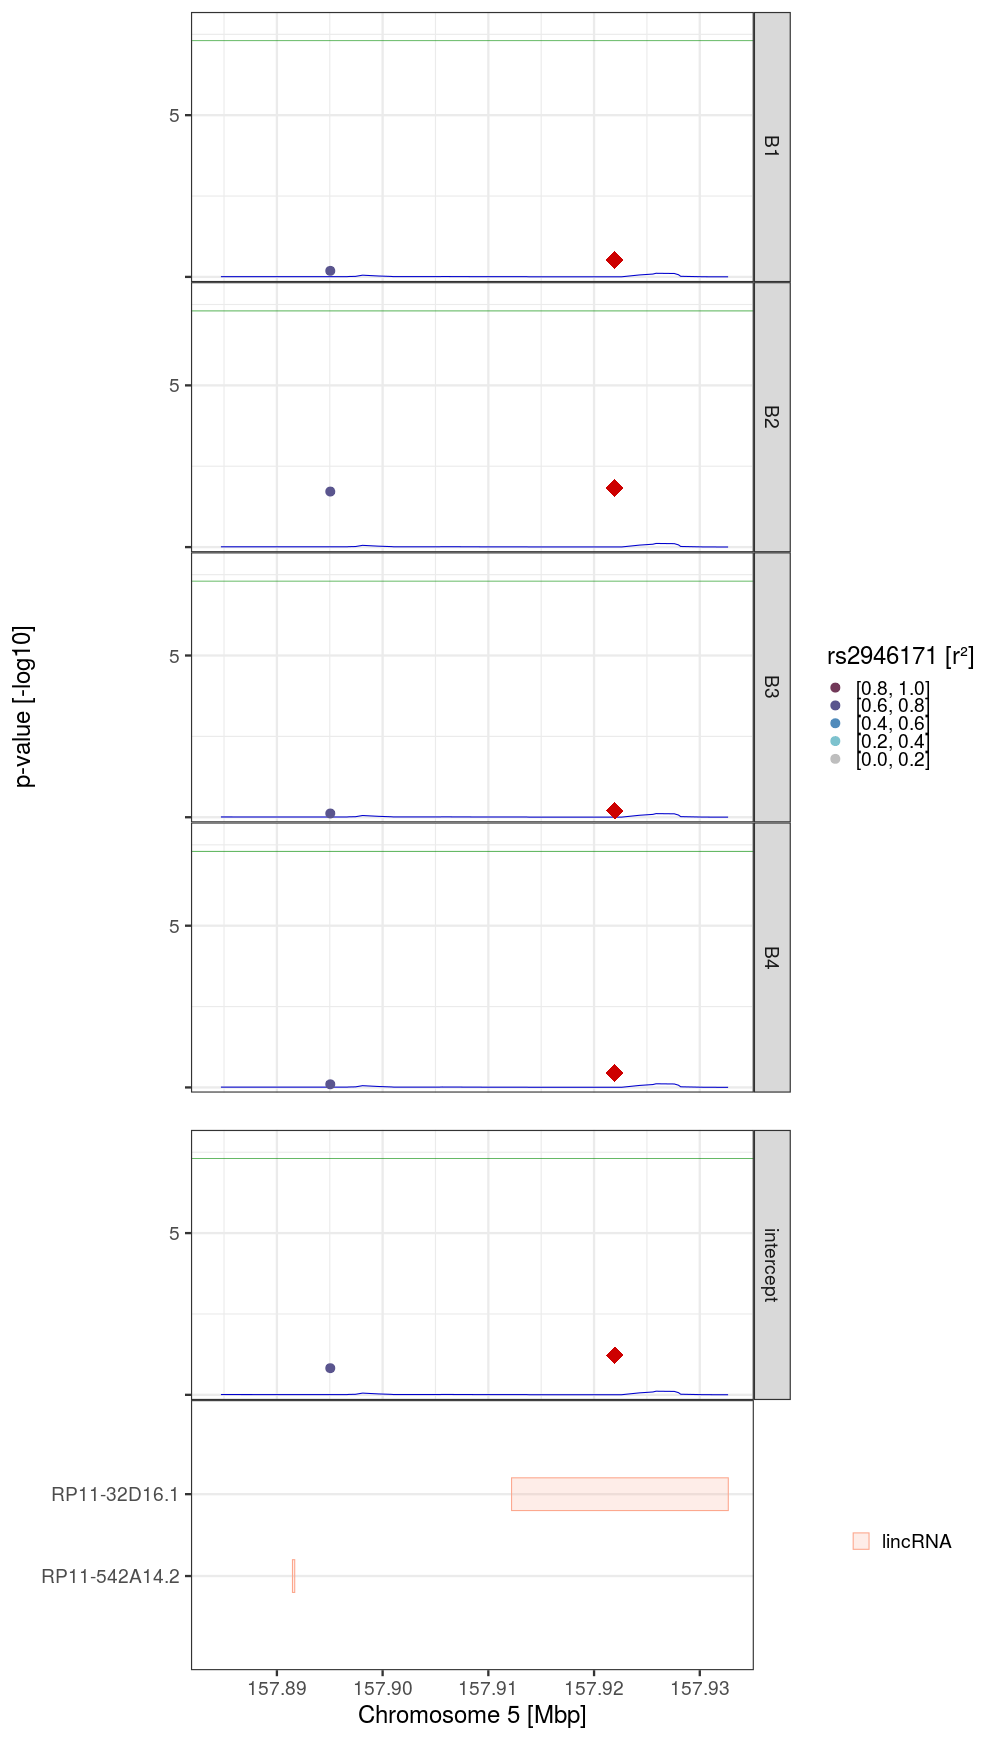 5
B1
5
B2
5
B3
5
B4
p-value [-log10]
rs2946171 [r²]
[0.8, 1.0]
[0.6, 0.8]
[0.4, 0.6]
[0.2, 0.4]
[0.0, 0.2]
5
intercept
RP11-32D16.1
RP11-542A14.2
lincRNA
157.89 157.90 157.91 157.92 157.93
Chromosome 5 [Mbp]